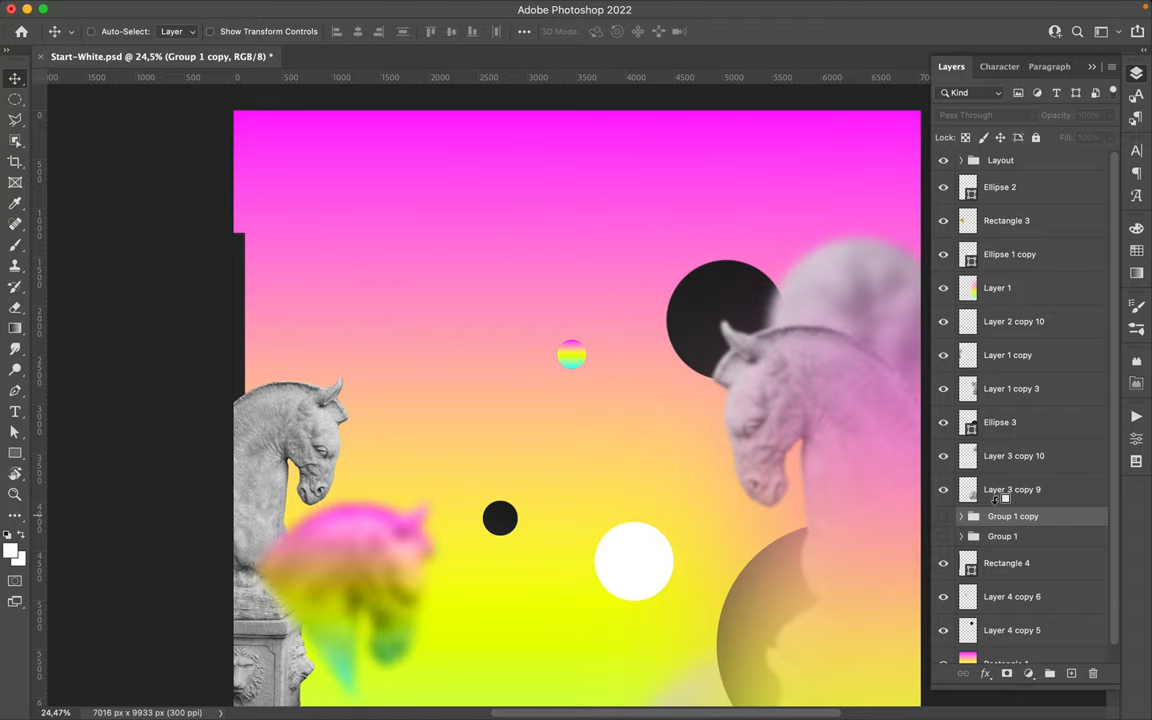 Adobe Photoshop 2022
Auto-Select: Layer Show Transform Controls 3D Mode:
Start-White.psd @ 24,5% (Group 1 copy, RGB/8) *
Layers Character Paragraph
1500 1000 500 0 500 1000 1500 2000 2500 3000 3500 4000 4500 5000 5500 6000 6500
Kind
Pass Through Opacity: 100%
Lock: Fill: 100%
Layout
Ellipse 2
Rectangle 3
Ellipse 1 copy
Layer 1
Layer 2 copy 10
Layer 1 copy
Layer 1 copy 3
Ellipse 3
Layer 3 copy 10
Layer 3 copy 9
Group 1 copy
Group 1
Rectangle 4
Layer 4 copy 6
Layer 4 copy 5
24,47% 7016 px x 9933 px (300 ppi)